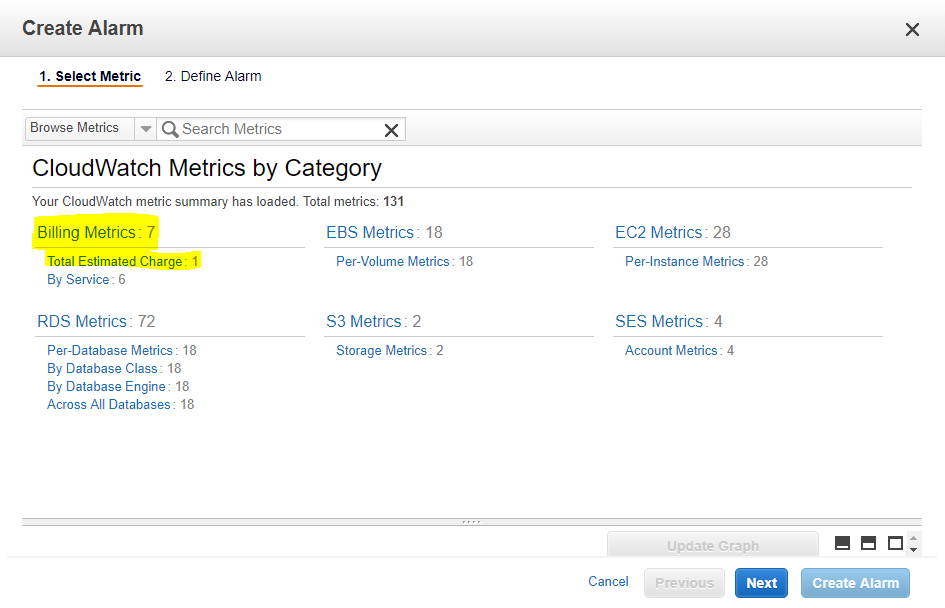 Create Alarm
1. Select Metric 2. Define Alarm
Browse Metrics Search Metrics
CloudWatch Metrics by Category
Your CloudWatch metric summary has loaded. Total metrics: 131
Billing Metrics : 7
Total Estimated Charge : 1
By Service : 6
EBS Metrics : 18
Per-Volume Metrics : 18
EC2 Metrics : 28
Per-Instance Metrics : 28
RDS Metrics : 72
Per-Database Metrics : 18
By Database Class : 18
By Database Engine : 18
Across All Databases : 18
S3 Metrics : 2
Storage Metrics : 2
SES Metrics : 4
Account Metrics : 4
Update Graph
Cancel Previous Next Create Alarm